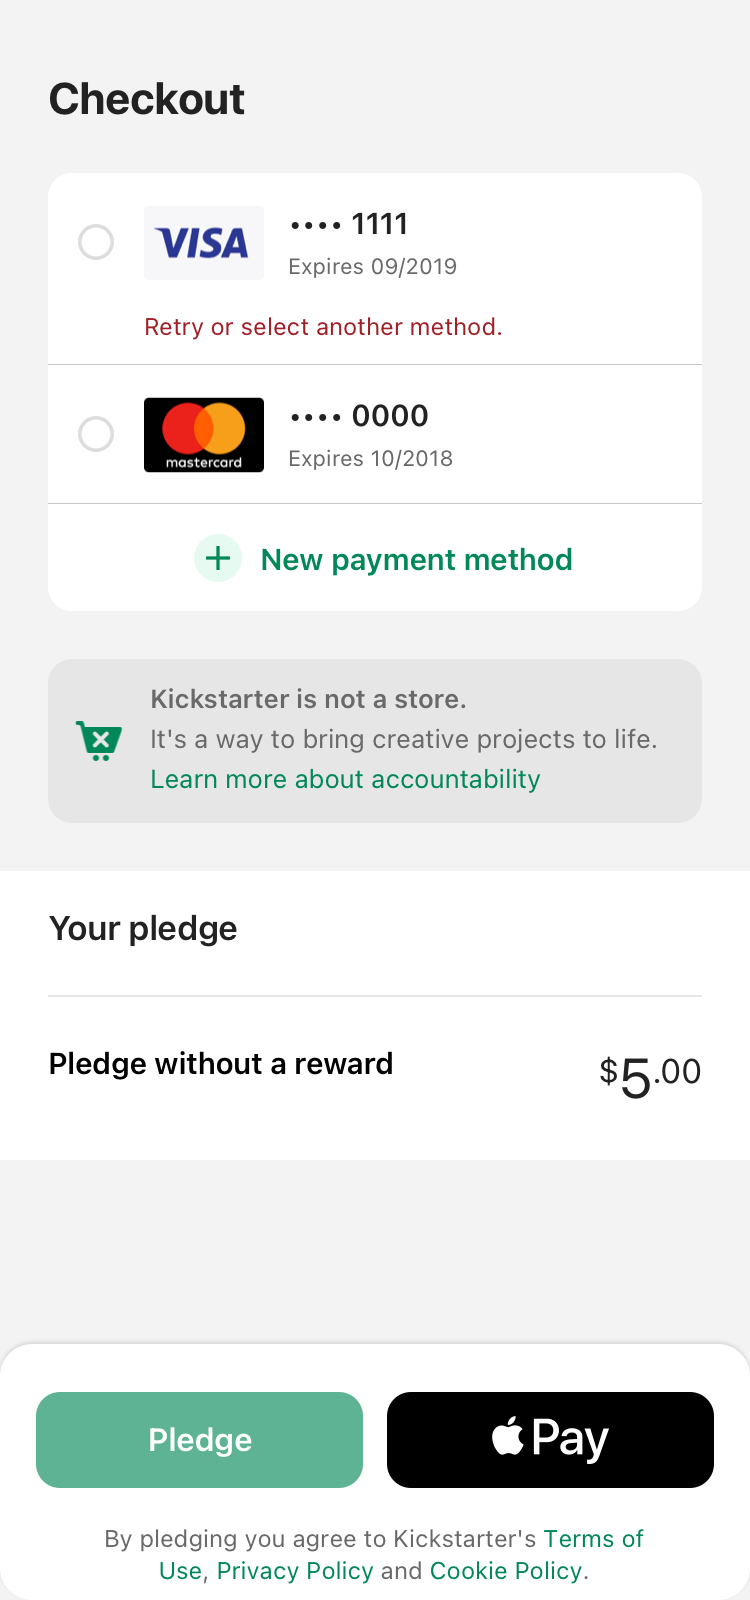 Checkout
VISA
•••• 1111
Expires 09/2019
Retry or select another method.
•••• 0000
mastercard
Expires 10/2018
+ New payment method
Kickstarter is not a store.
It's a way to bring creative projects to life.
Learn more about accountability
Your pledge
Pledge without a reward
$5.00
Pledge
Pay
By pledging you agree to Kickstarter's Terms of
Use, Privacy Policy and Cookie Policy.